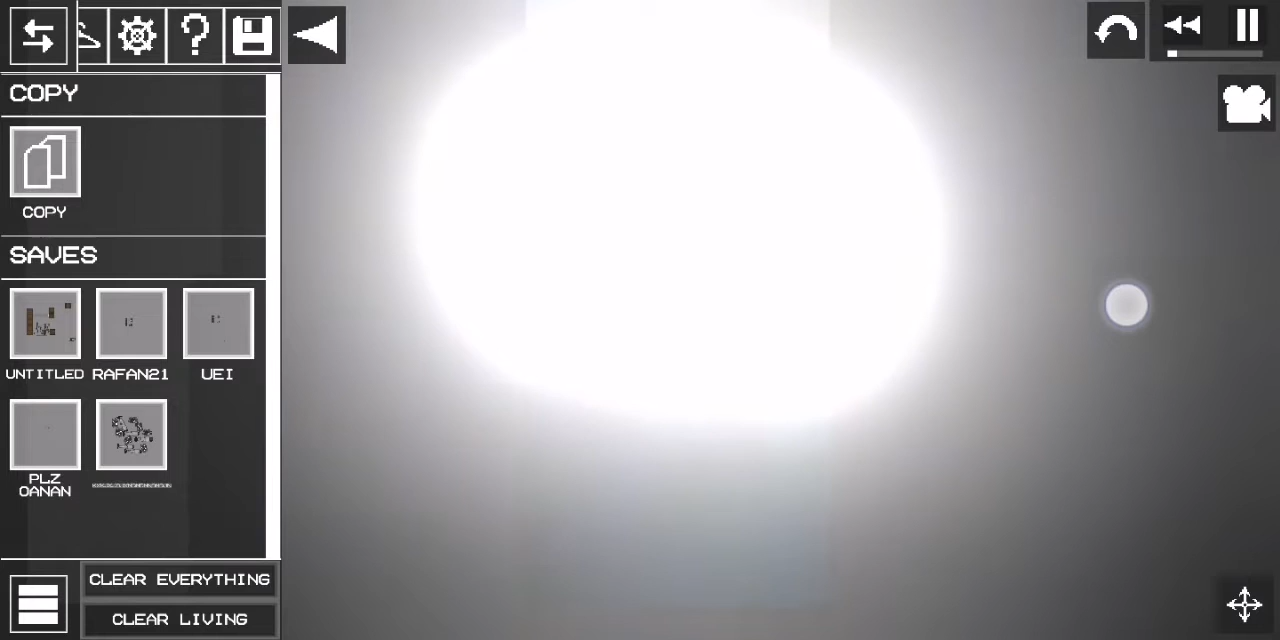 COPY
COPY
SAVES
UNTITLED RAFAN21 UEI
PLZ
OANAN
CLEAR EVERYTHING
CLEAR LIVING